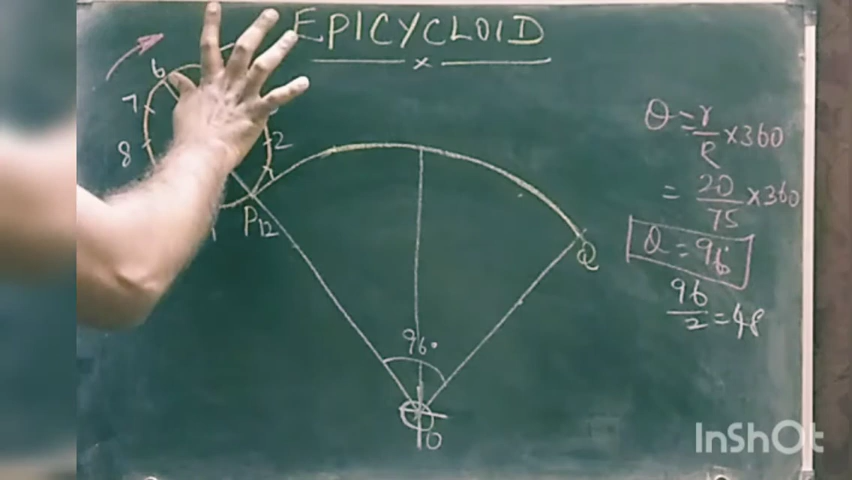 EPICYCLOID
6
7
8
2
P12
Q
96°
O
θ = r/R × 360
= 20/75 × 360
θ = 96°
96/2 = 48
InShOt